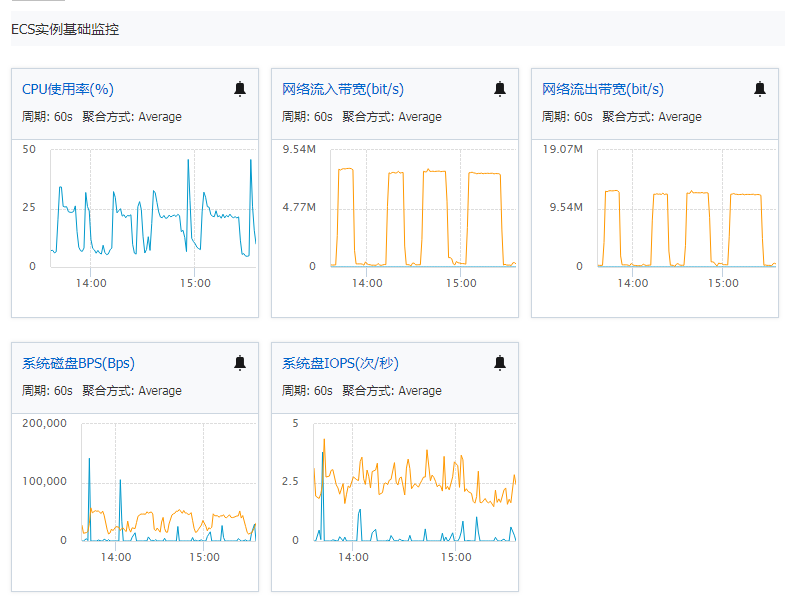 ECS实例基础监控
CPU使用率(%)
周期: 60s 聚合方式: Average
50
25
0
14:00 15:00
网络流入带宽(bit/s)
周期: 60s 聚合方式: Average
9.54M
4.77M
0
14:00 15:00
网络流出带宽(bit/s)
周期: 60s 聚合方式: Average
19.07M
9.54M
0
14:00 15:00
系统磁盘BPS(Bps)
周期: 60s 聚合方式: Average
200,000
100,000
0
14:00 15:00
系统盘IOPS(次/秒)
周期: 60s 聚合方式: Average
5
2.5
0
14:00 15:00